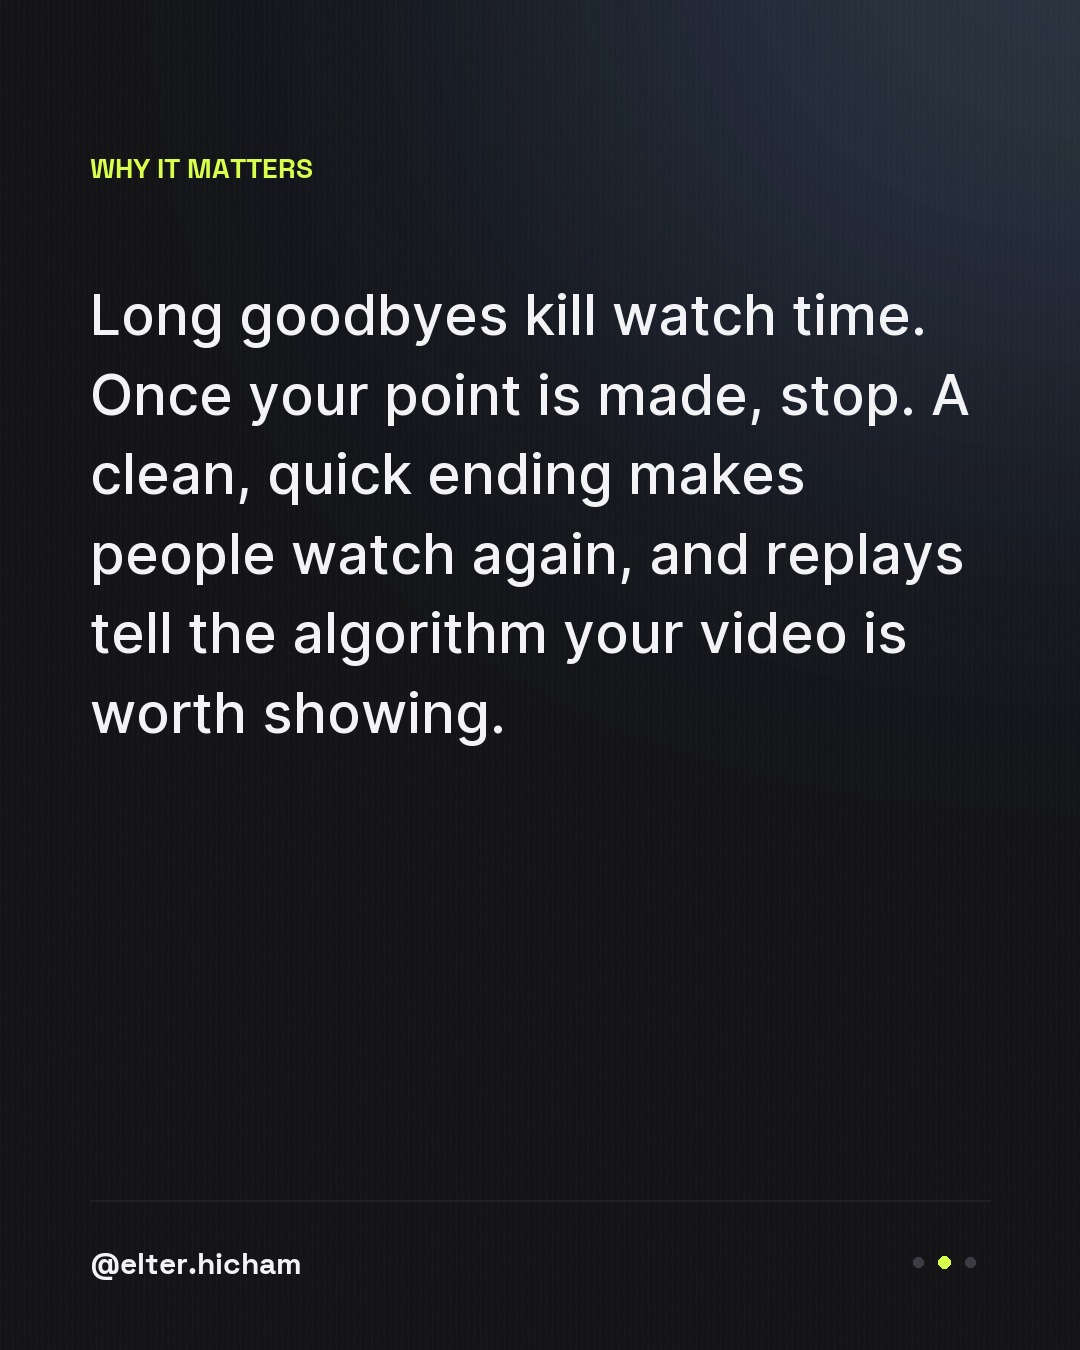 WHY IT MATTERS
Long goodbyes kill watch time.
Once your point is made, stop. A
clean, quick ending makes
people watch again, and replays
tell the algorithm your video is
worth showing.
@elter.hicham